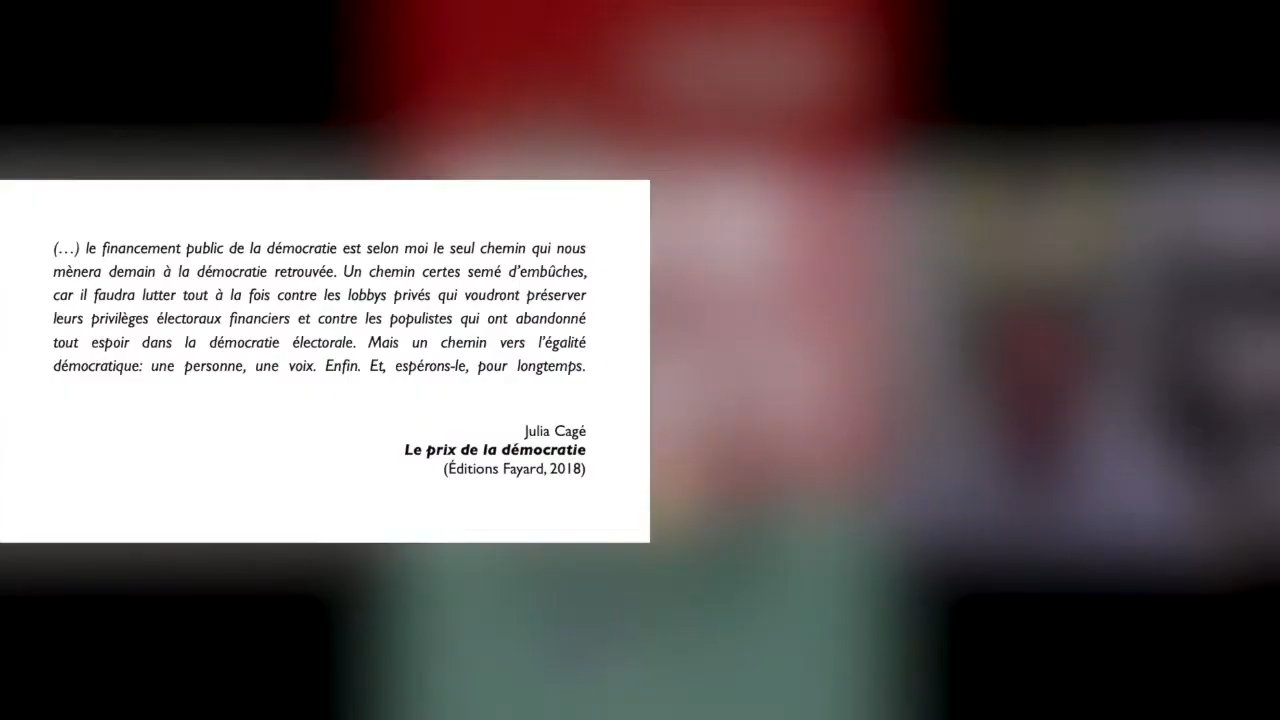 (…) le financement public de la démocratie est selon moi le seul chemin qui nous
mènera demain à la démocratie retrouvée. Un chemin certes semé d’embûches,
car il faudra lutter tout à la fois contre les lobbys privés qui voudront préserver
leurs privilèges électoraux financiers et contre les populistes qui ont abandonné
tout espoir dans la démocratie électorale. Mais un chemin vers l’égalité
démocratique: une personne, une voix. Enfin. Et, espérons-le, pour longtemps.
Julia Cagé
Le prix de la démocratie
(Éditions Fayard, 2018)